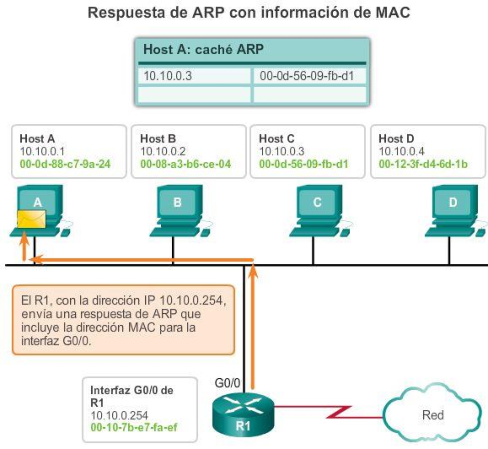 Respuesta de ARP con información de MAC
Host A: caché ARP
10.10.0.3 00-0d-56-09-fb-d1
Host A
10.10.0.1
00-0d-88-c7-9a-24
Host B
10.10.0.2
00-08-a3-b6-ce-04
Host C
10.10.0.3
00-0d-56-09-fb-d1
Host D
10.10.0.4
00-12-3f-d4-6d-1b
A
B
C
D
El R1, con la dirección IP 10.10.0.254,
envía una respuesta de ARP que
incluye la dirección MAC para la
interfaz G0/0.
Interfaz G0/0 de
R1
10.10.0.254
00-10-7b-e7-fa-ef
G0/0
R1
Red